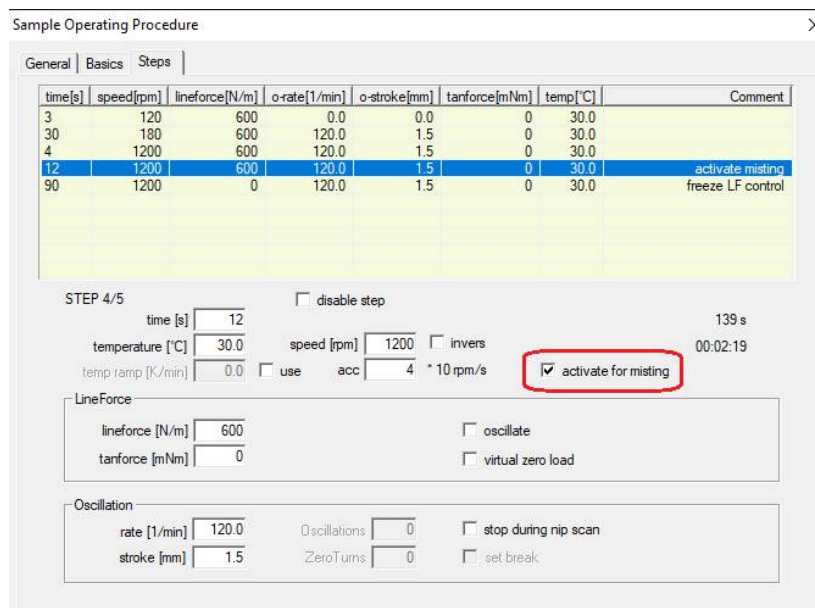 Sample Operating Procedure
General Basics Steps
time[s] speed[rpm] lineforce[N/m] o-rate[1/min] o-stroke[mm] tanforce[mNm] temp[°C] Comment
3 120 600 0.0 0.0 0 30.0
30 180 600 120.0 1.5 0 30.0
4 1200 600 120.0 1.5 0 30.0
12 1200 600 120.0 1.5 0 30.0 activate misting
90 1200 0 120.0 1.5 0 30.0 freeze LF control
STEP 4/5 disable step
time [s] 12 139 s
temperature [°C] 30.0 speed [rpm] 1200 invers 00:02:19
temp ramp [K/min] 0.0 use acc 4 * 10 rpm/s activate for misting
LineForce
lineforce [N/m] 600 oscillate
tanforce [mNm] 0 virtual zero load
Oscillation
rate [1/min] 120.0 Oscillations 0 stop during nip scan
stroke [mm] 1.5 ZeroTurns 0 set break